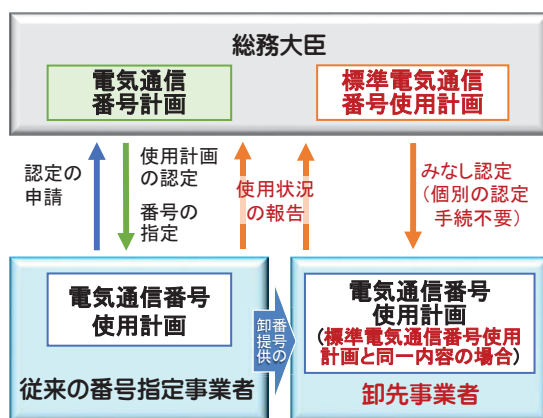 総務大臣
電気通信
番号計画
標準電気通信
番号使用計画
認定の
申請
使用計画
の認定
番号の
指定
使用状況
の報告
みなし認定
（個別の認定
手続不要）
電気通信番号
使用計画
従来の番号指定事業者
番号の
卸提供
電気通信番号
使用計画
（標準電気通信番号使用
計画と同一内容の場合）
卸先事業者